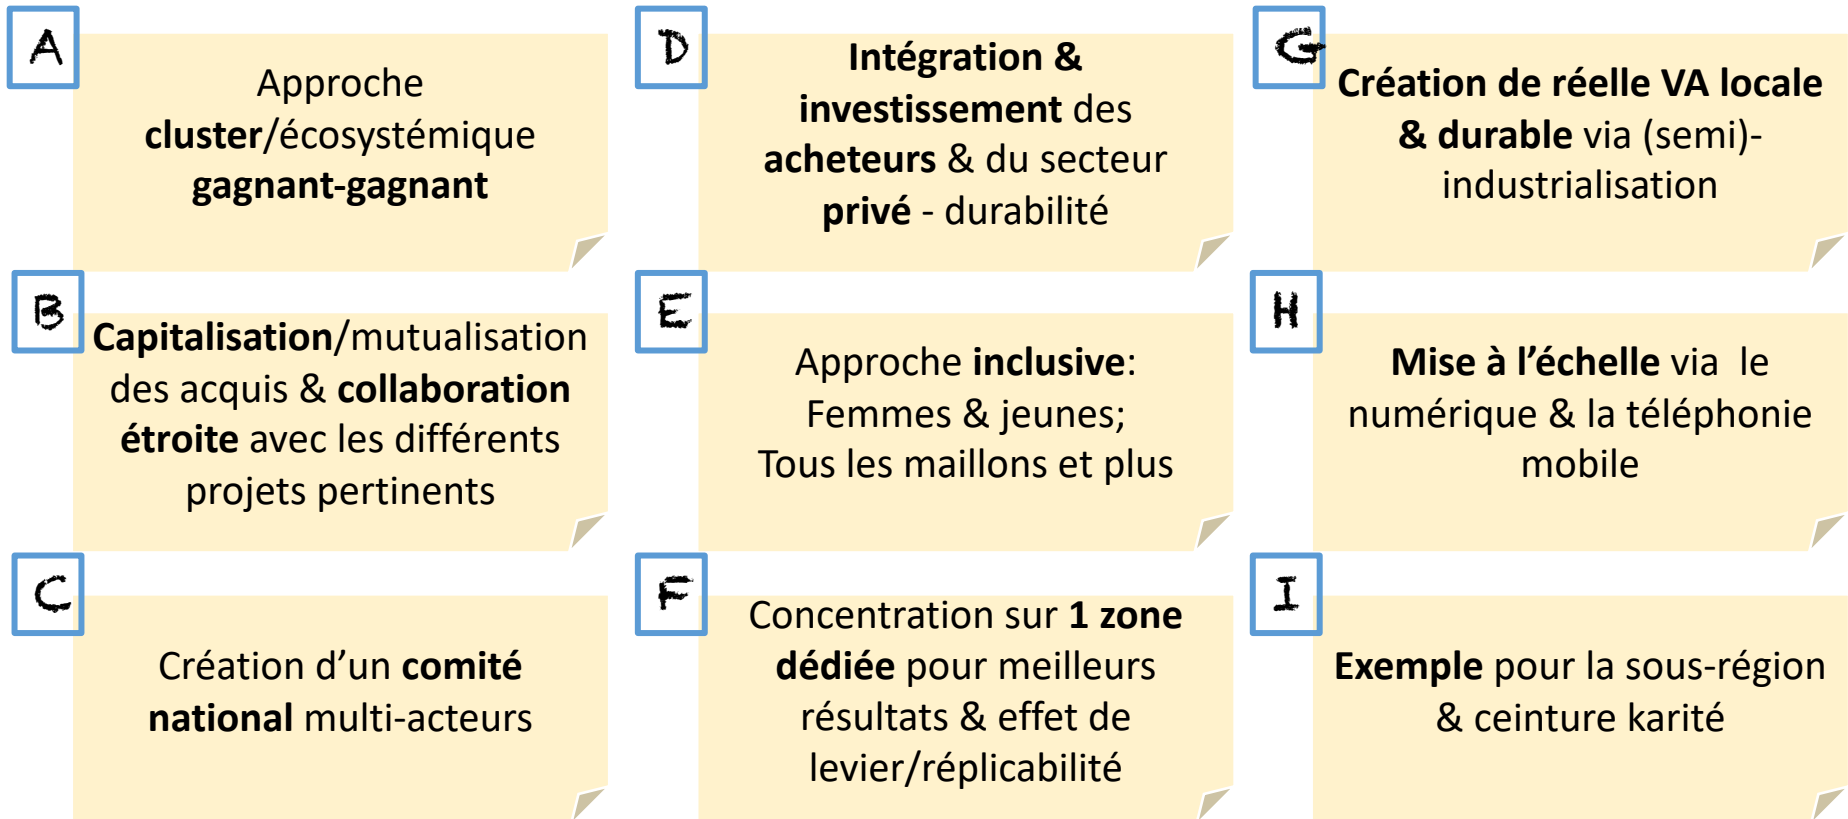 A
Approche
cluster/écosystémique
gagnant-gagnant
B
Capitalisation/mutualisation
des acquis & collaboration
étroite avec les différents
projets pertinents
C
Création d’un comité
national multi-acteurs
D
Intégration &
investissement des
acheteurs & du secteur
privé - durabilité
E
Approche inclusive:
Femmes & jeunes;
Tous les maillons et plus
F
Concentration sur 1 zone
dédiée pour meilleurs
résultats & effet de
levier/réplicabilité
G
Création de réelle VA locale
& durable via (semi)-
industrialisation
H
Mise à l’échelle via le
numérique & la téléphonie
mobile
I
Exemple pour la sous-région
& ceinture karité